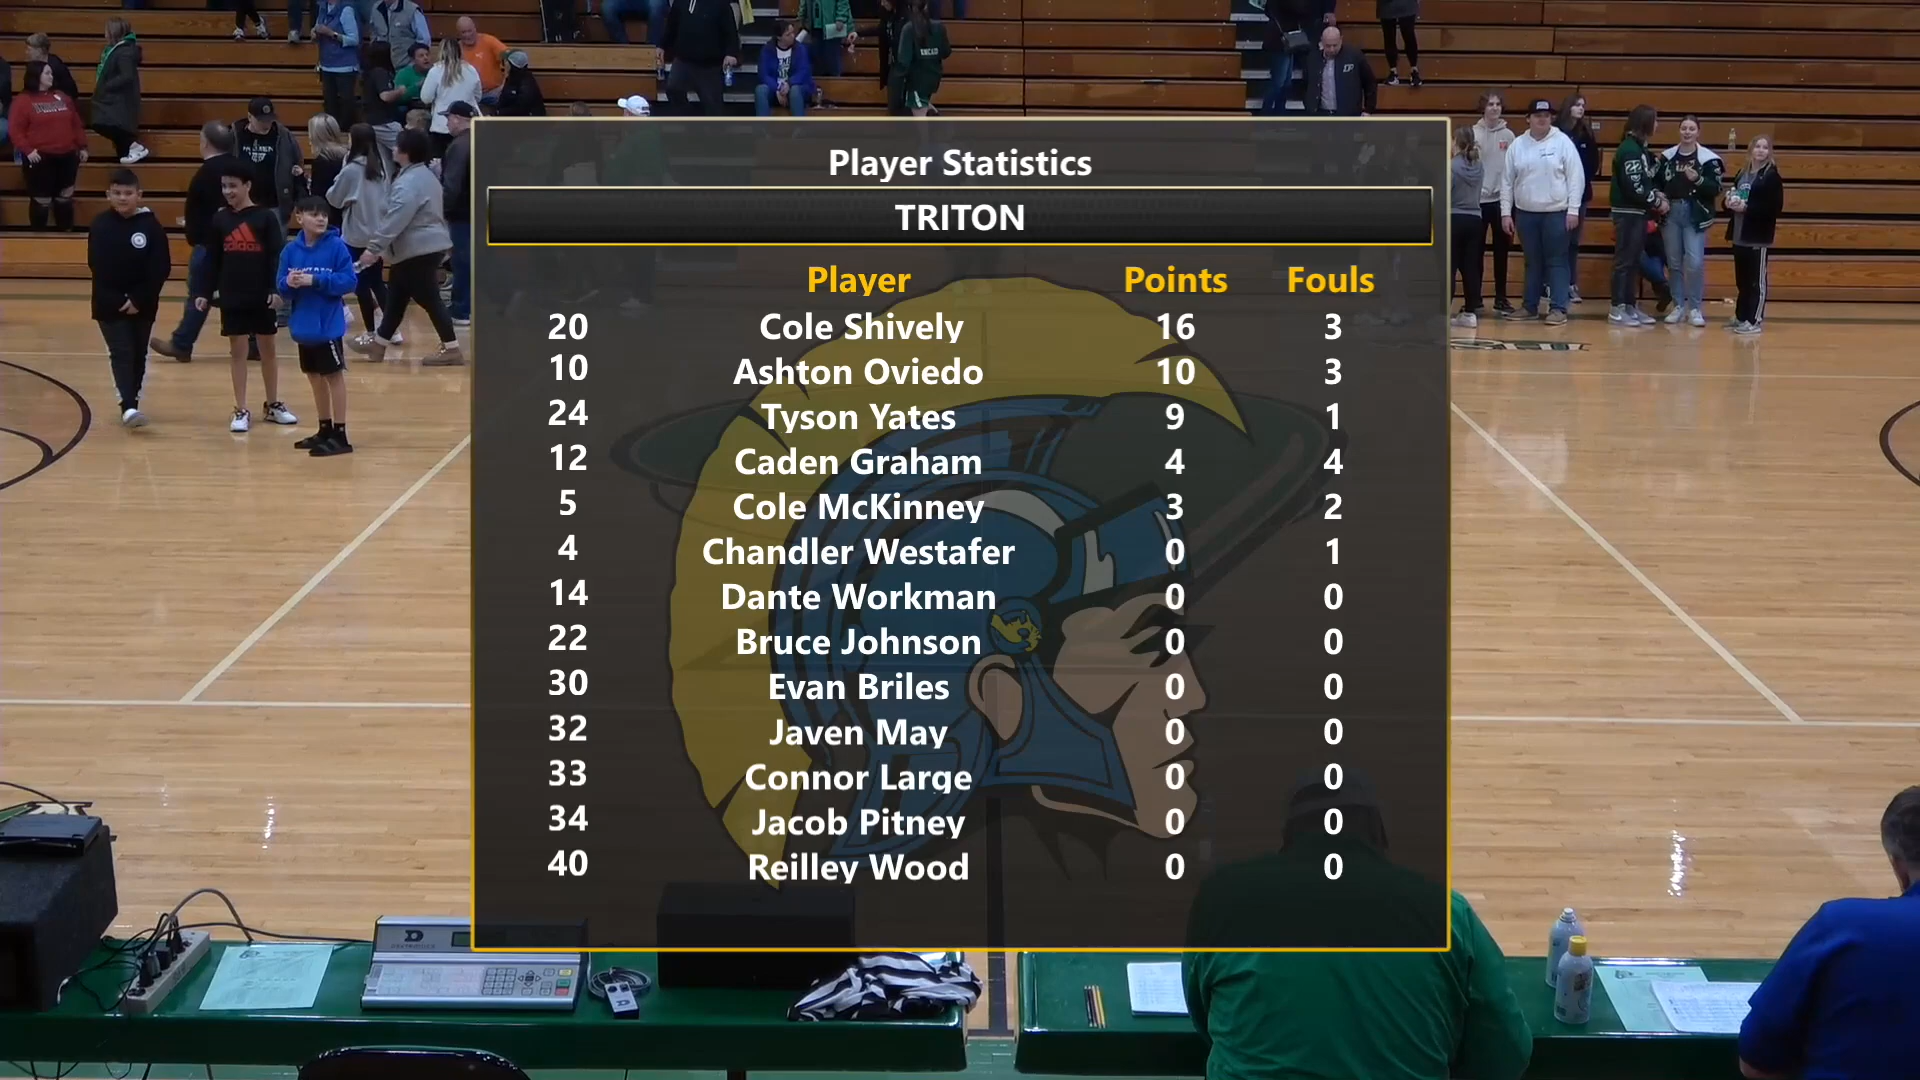 Player Statistics
TRITON
Player Points Fouls
20 Cole Shively 16 3
10 Ashton Oviedo 10 3
24 Tyson Yates 9 1
12 Caden Graham 4 4
5 Cole McKinney 3 2
4 Chandler Westafer 0 1
14 Dante Workman 0 0
22 Bruce Johnson 0 0
30 Evan Briles 0 0
32 Javen May 0 0
33 Connor Large 0 0
34 Jacob Pitney 0 0
40 Reilley Wood 0 0
adidas